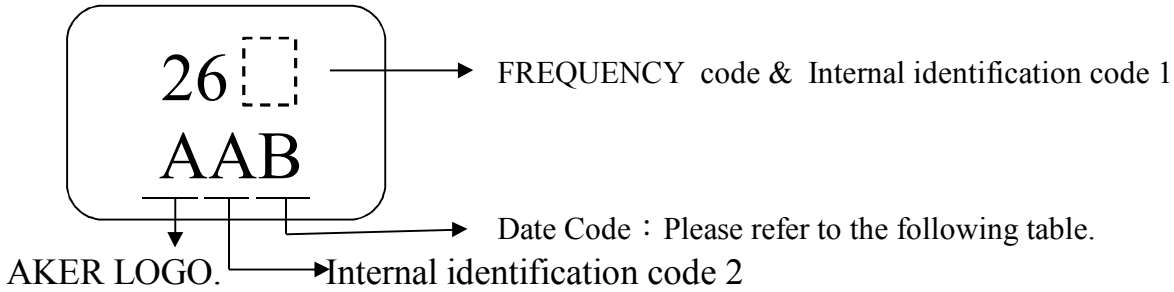 26
FREQUENCY code & Internal identification code 1
AAB
Date Code：Please refer to the following table.
AKER LOGO.
Internal identification code 2